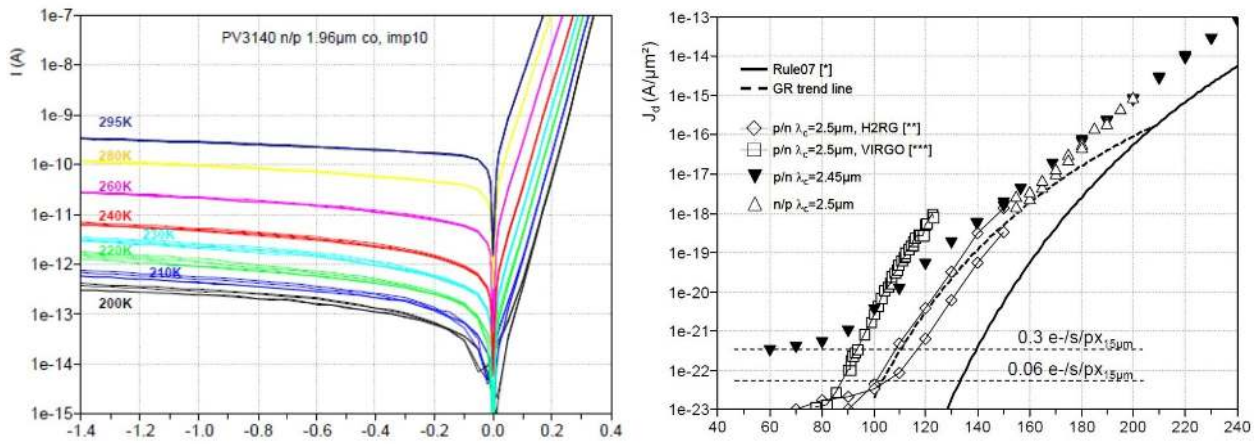 PV3140 n/p 1.96µm co, imp10
I (A)
1e-7
1e-8
1e-9
1e-10
1e-11
1e-12
1e-13
1e-14
1e-15
295K
280K
260K
240K
230K
220K
210K
200K
-1.4 -1.2 -1.0 -0.8 -0.6 -0.4 -0.2 0.0 0.2 0.4
J_d (A/µm²)
1e-13
1e-14
1e-15
1e-16
1e-17
1e-18
1e-19
1e-20
1e-21
1e-22
1e-23
Rule07 [*]
GR trend line
p/n λ_c=2.5µm, H2RG [**]
p/n λ_c=2.5µm, VIRGO [***]
p/n λ_c=2.45µm
n/p λ_c=2.5µm
0.3 e-/s/px_15µm
0.06 e-/s/px_15µm
40 60 80 100 120 140 160 180 200 220 240